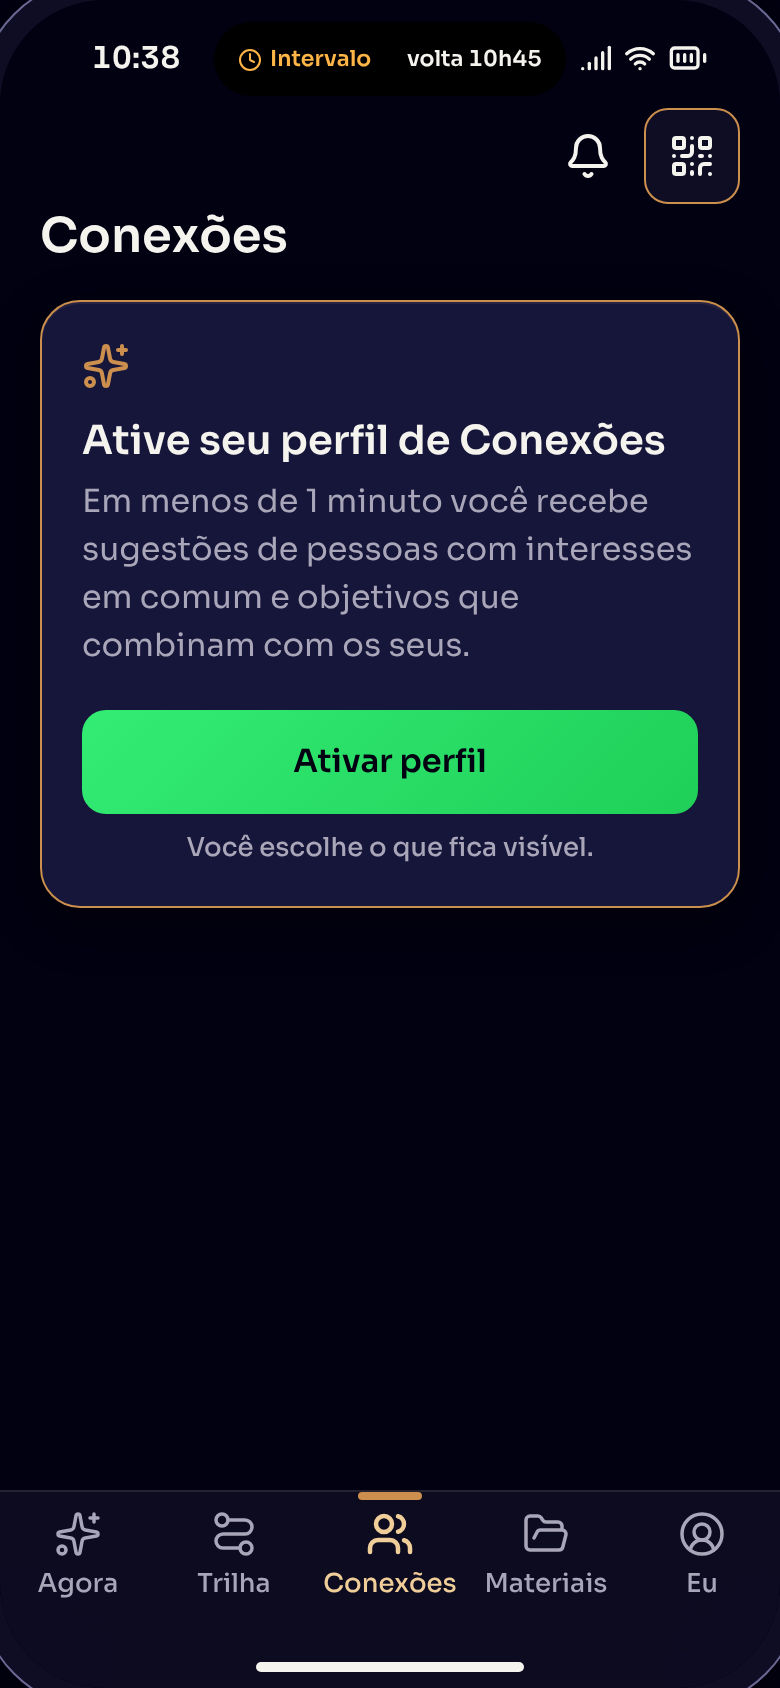 10:38
Intervalo
volta 10h45
Conexões
Ative seu perfil de Conexões
Em menos de 1 minuto você recebe
sugestões de pessoas com interesses
em comum e objetivos que
combinam com os seus.
Ativar perfil
Você escolhe o que fica visível.
Agora
Trilha
Conexões
Materiais
Eu